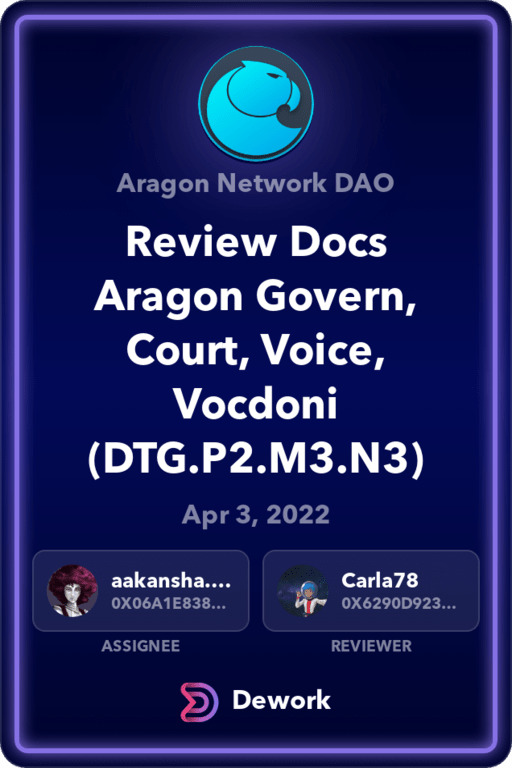 Aragon Network DAO
Review Docs
Aragon Govern,
Court, Voice,
Vocdoni
(DTG.P2.M3.N3)
Apr 3, 2022
aakansha....
0X06A1E838...
Carla78
0X6290D923...
ASSIGNEE
REVIEWER
Dework